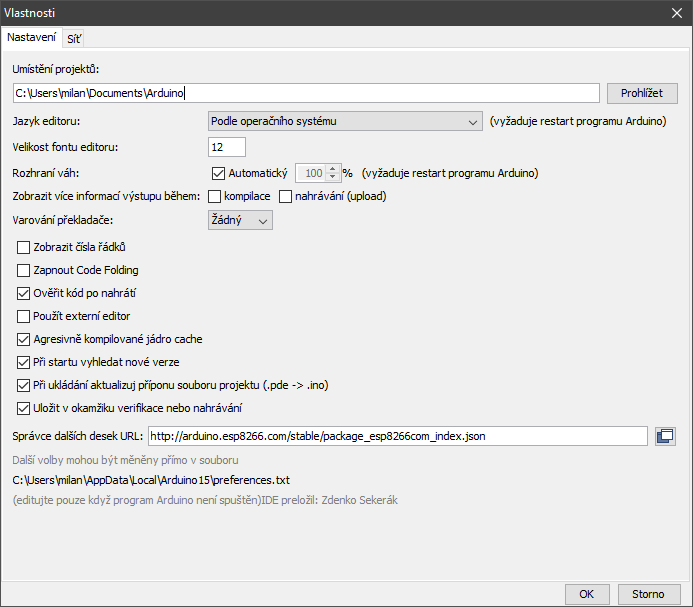 Vlastnosti
Nastavení Síť
Umístění projektů:
C:\Users\milan\Documents\Arduino Prohlížet
Jazyk editoru: Podle operačního systému (vyžaduje restart programu Arduino)
Velikost fontu editoru: 12
Rozhraní váh: Automatický 100 % (vyžaduje restart programu Arduino)
Zobrazit více informací výstupu během: kompilace nahrávání (upload)
Varování překladače: Žádný
Zobrazit čísla řádků
Zapnout Code Folding
Ověřit kód po nahrátí
Použít externí editor
Agresivně kompilované jádro cache
Při startu vyhledat nové verze
Při ukládání aktualizuj příponu souboru projektu (.pde -> .ino)
Uložit v okamžiku verifikace nebo nahrávání
Správce dalších desek URL: http://arduino.esp8266.com/stable/package_esp8266com_index.json
Další volby mohou být měněny přímo v souboru
C:\Users\milan\AppData\Local\Arduino15\preferences.txt
(editujte pouze když program Arduino není spuštěn)IDE preložil: Zdenko Sekerák
OK Storno